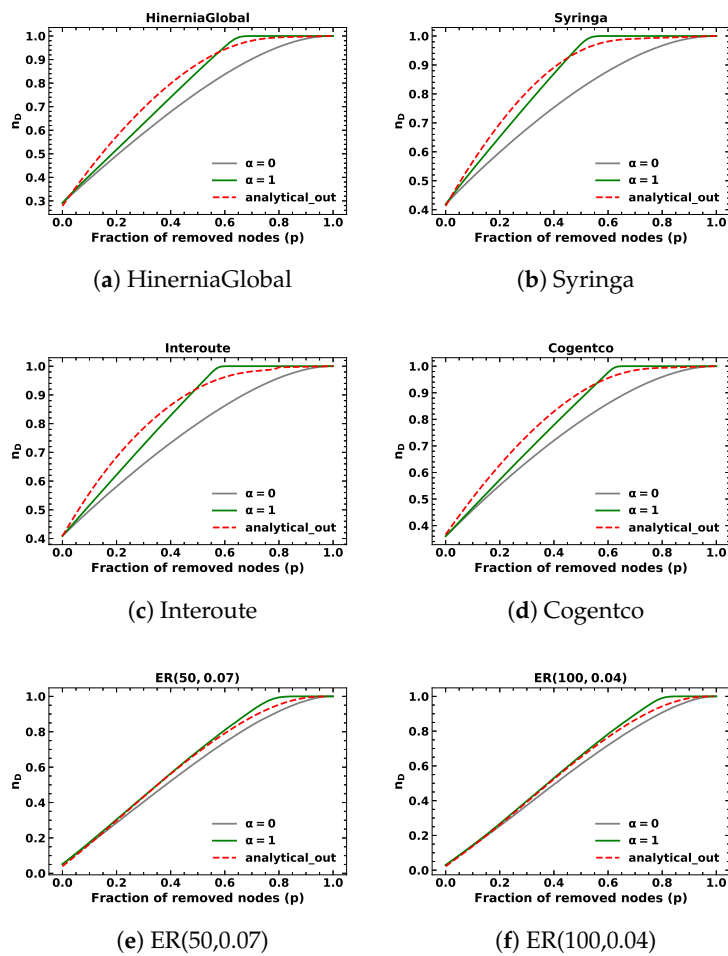 HinerniaGlobal
1.0
0.9
0.8
0.7
0.6
0.5
0.4
0.3
n_D
α = 0
α = 1
analytical_out
0.0 0.2 0.4 0.6 0.8 1.0
Fraction of removed nodes (p)
(a) HinerniaGlobal
Syringa
1.0
0.9
0.8
0.7
0.6
0.5
0.4
n_D
α = 0
α = 1
analytical_out
0.0 0.2 0.4 0.6 0.8 1.0
Fraction of removed nodes (p)
(b) Syringa
Interoute
1.0
0.9
0.8
0.7
0.6
0.5
0.4
n_D
α = 0
α = 1
analytical_out
0.0 0.2 0.4 0.6 0.8 1.0
Fraction of removed nodes (p)
(c) Interoute
Cogentco
1.0
0.9
0.8
0.7
0.6
0.5
0.4
n_D
α = 0
α = 1
analytical_out
0.0 0.2 0.4 0.6 0.8 1.0
Fraction of removed nodes (p)
(d) Cogentco
ER(50, 0.07)
1.0
0.8
0.6
0.4
0.2
0.0
n_D
α = 0
α = 1
analytical_out
0.0 0.2 0.4 0.6 0.8 1.0
Fraction of removed nodes (p)
(e) ER(50,0.07)
ER(100, 0.04)
1.0
0.8
0.6
0.4
0.2
0.0
n_D
α = 0
α = 1
analytical_out
0.0 0.2 0.4 0.6 0.8 1.0
Fraction of removed nodes (p)
(f) ER(100,0.04)